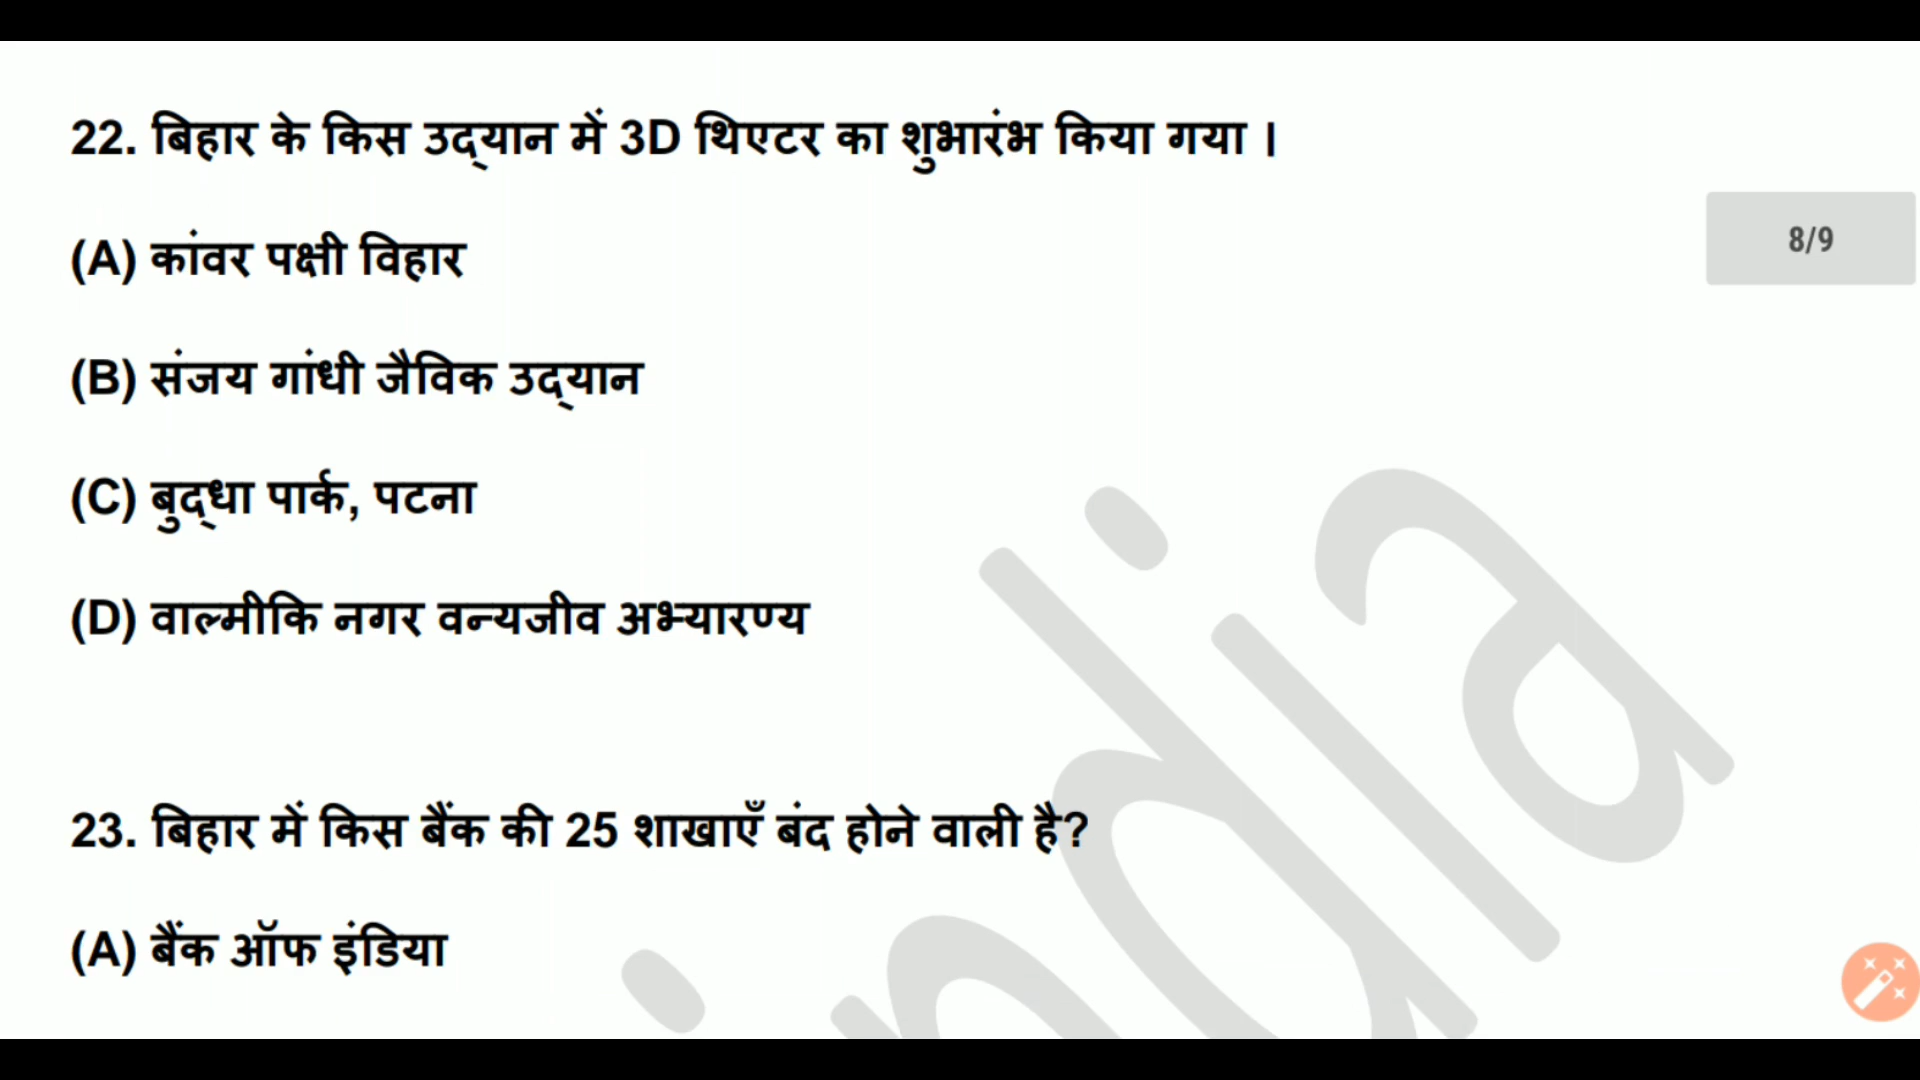 22. बिहार के किस उद्यान में 3D थिएटर का शुभारंभ किया गया ।
(A) कांवर पक्षी विहार
8/9
(B) संजय गांधी जैविक उद्यान
(C) बुद्धा पार्क, पटना
(D) वाल्मीकि नगर वन्यजीव अभ्यारण्य
23. बिहार में किस बैंक की 25 शाखाएँ बंद होने वाली है?
(A) बैंक ऑफ इंडिया
india